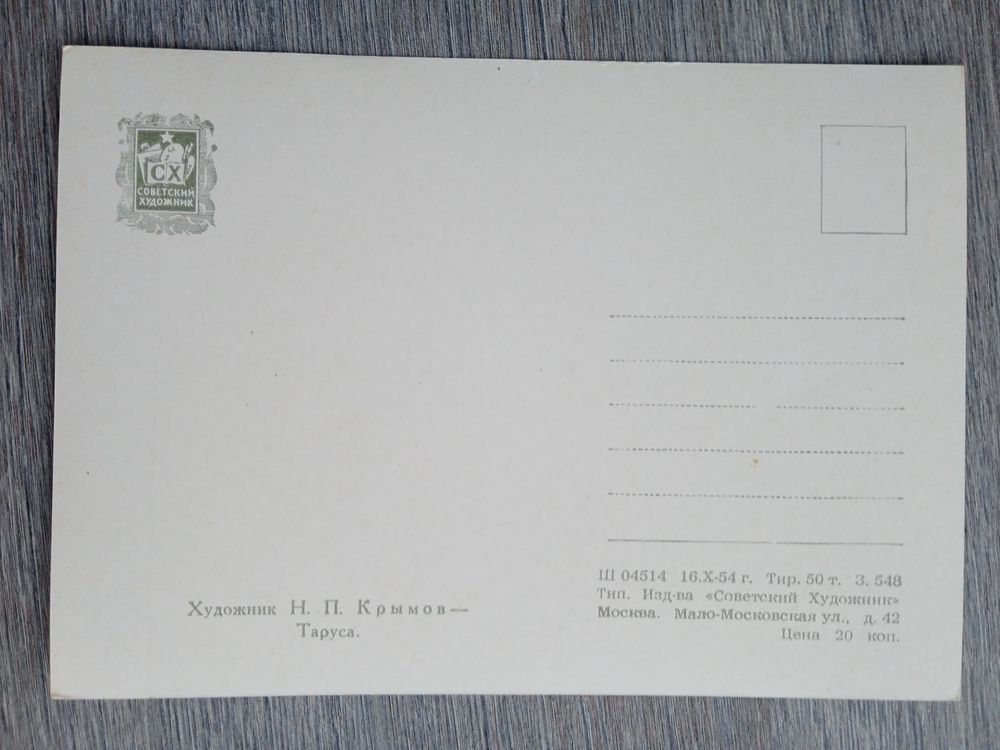 СХ
СОВЕТСКИЙ
ХУДОЖНИК
Художник Н. П. Крымов—
Таруса.
Ш 04514 16.X-54 г. Тир. 50 т. З. 548
Тип. Изд-ва «Советский Художник»
Москва. Мало-Московская ул., д. 42
Цена 20 коп.